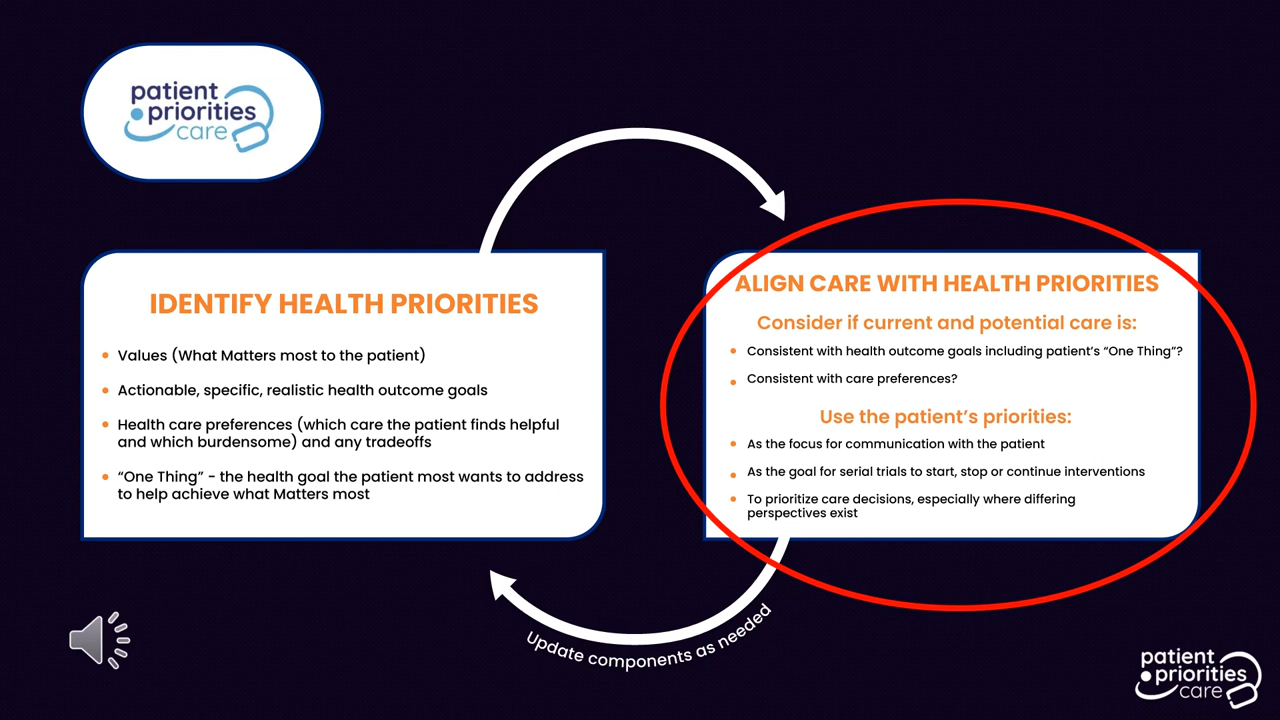 patient
priorities
care
IDENTIFY HEALTH PRIORITIES
Values (What Matters most to the patient)
Actionable, specific, realistic health outcome goals
Health care preferences (which care the patient finds helpful
and which burdensome) and any tradeoffs
“One Thing” - the health goal the patient most wants to address
to help achieve what Matters most
ALIGN CARE WITH HEALTH PRIORITIES
Consider if current and potential care is:
Consistent with health outcome goals including patient’s “One Thing”?
Consistent with care preferences?
Use the patient’s priorities:
As the focus for communication with the patient
As the goal for serial trials to start, stop or continue interventions
To prioritize care decisions, especially where differing
perspectives exist
Update components as needed
patient
priorities
care